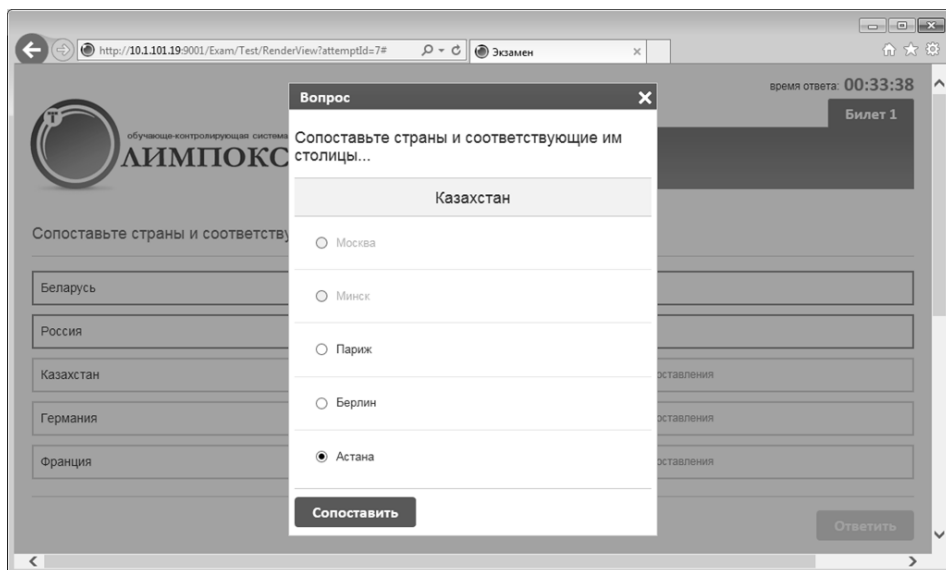 http://10.1.101.19:9001/Exam/Test/RenderView?attemptId=7#
Экзамен
время ответа: 00:33:38
Билет 1
обучающе-контролирующая система
ЛИМПОКС
Сопоставьте страны и соответству
Беларусь
Россия
Казахстан
оставления
Германия
оставления
Франция
оставления
Ответить
Вопрос
Сопоставьте страны и соответствующие им
столицы...
Казахстан
Москва
Минск
Париж
Берлин
Астана
Сопоставить